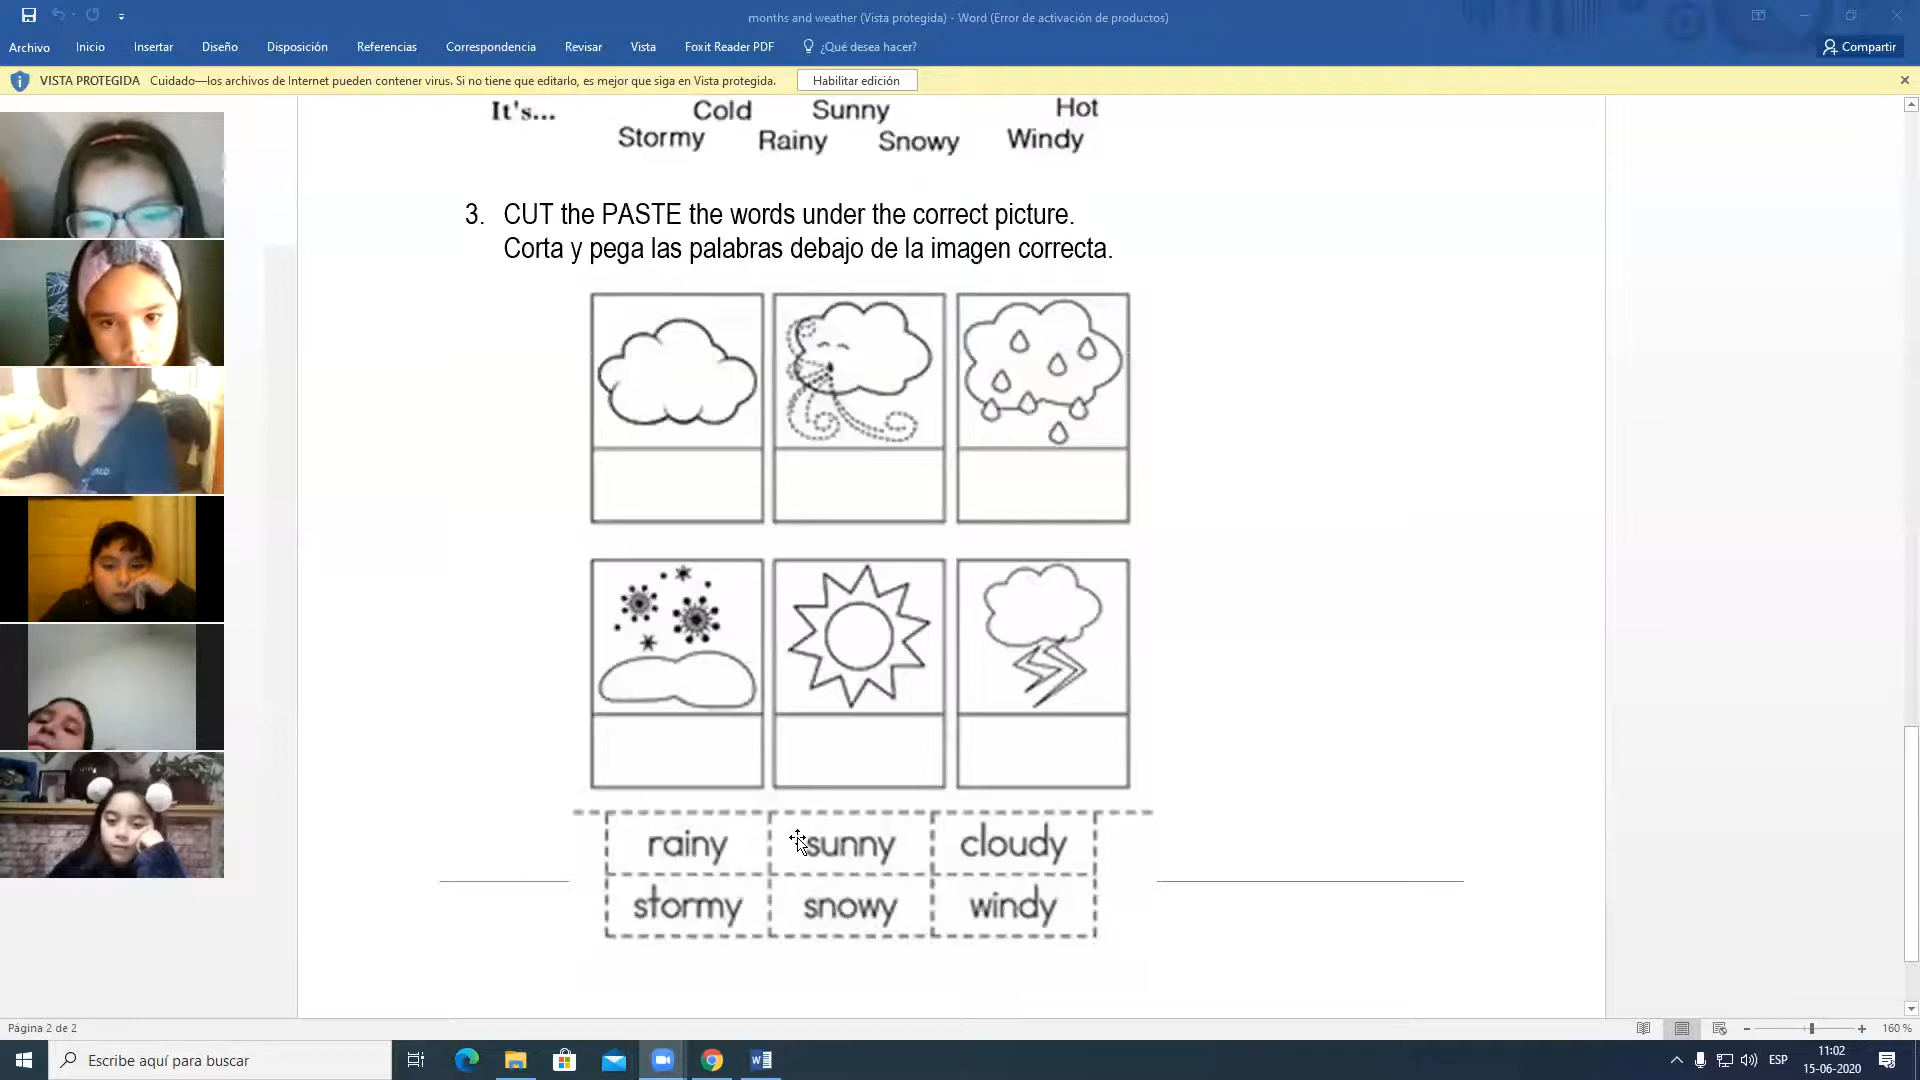 months and weather (Vista protegida) - Word (Error de activación de productos)
Archivo Inicio Insertar Diseño Disposición Referencias Correspondencia Revisar Vista Foxit Reader PDF ¿Qué desea hacer? Compartir
VISTA PROTEGIDA Cuidado—los archivos de Internet pueden contener virus. Si no tiene que editarlo, es mejor que siga en Vista protegida. Habilitar edición
It's... Cold Sunny Hot
Stormy Rainy Snowy Windy
3. CUT the PASTE the words under the correct picture.
Corta y pega las palabras debajo de la imagen correcta.
rainy sunny cloudy
stormy snowy windy
Página 2 de 2 160 %
Escribe aquí para buscar ESP 11:02
15-06-2020